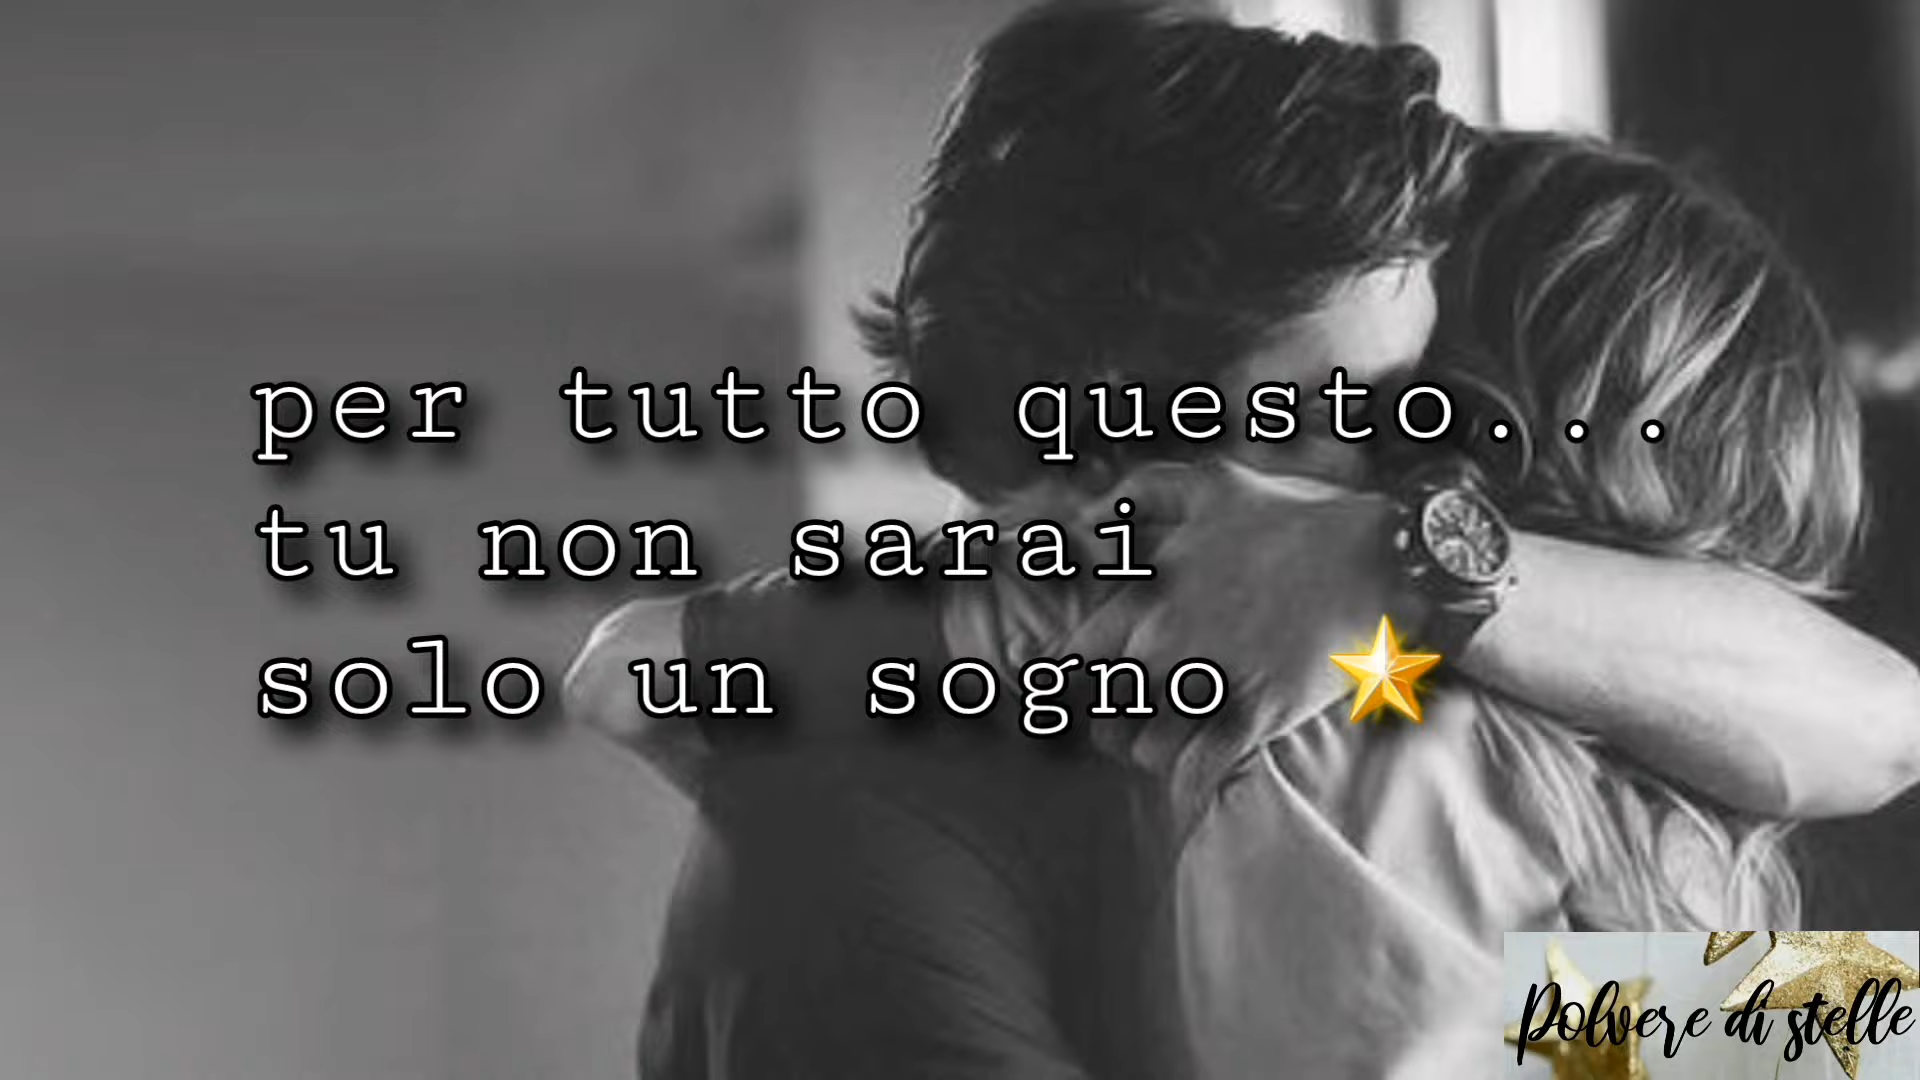 per tutto questo...
tu non sarai
solo un sogno
Polvere di stelle